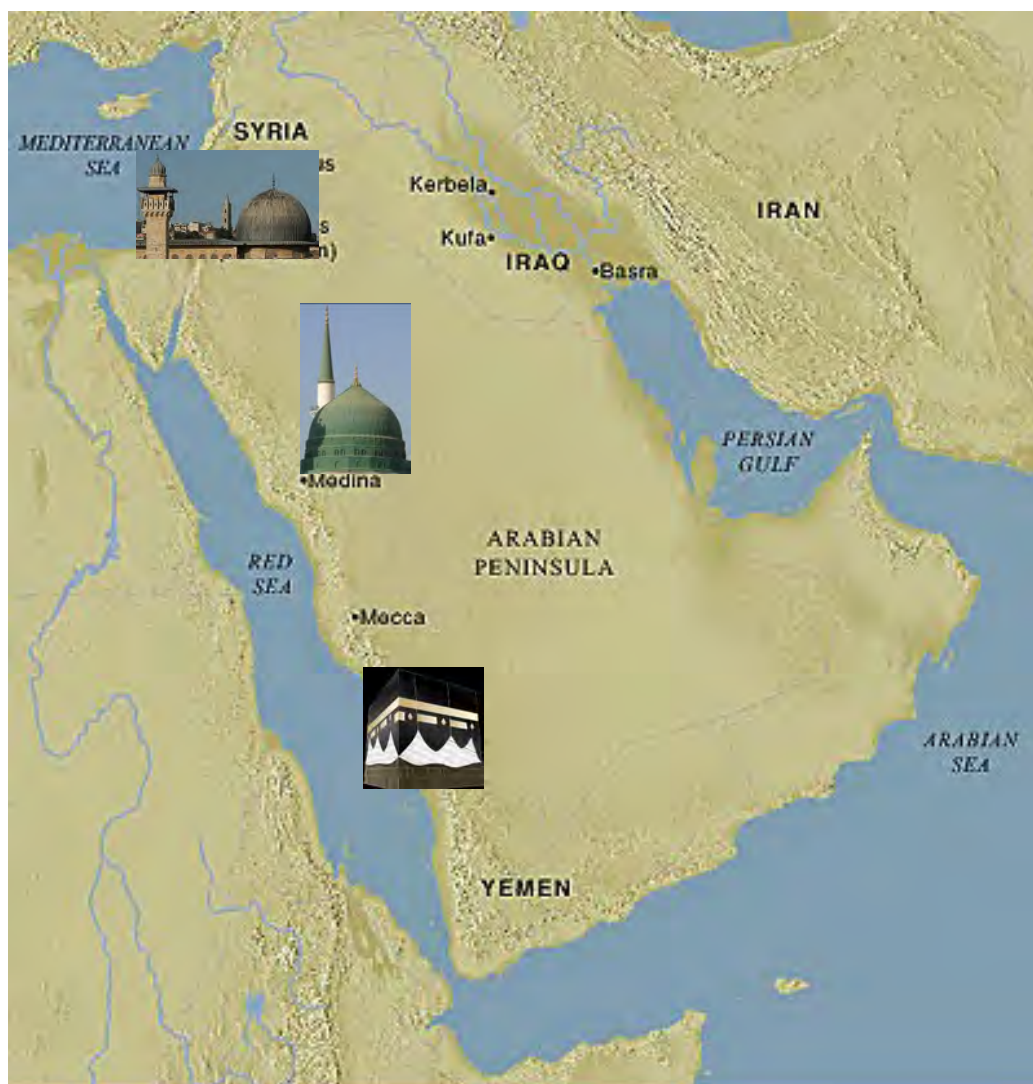 MEDITERRANEAN
SEA
SYRIA
Kerbela
Kufa
IRAQ
Basra
IRAN
Medina
PERSIAN
GULF
RED
SEA
ARABIAN
PENINSULA
Mecca
ARABIAN
SEA
YEMEN